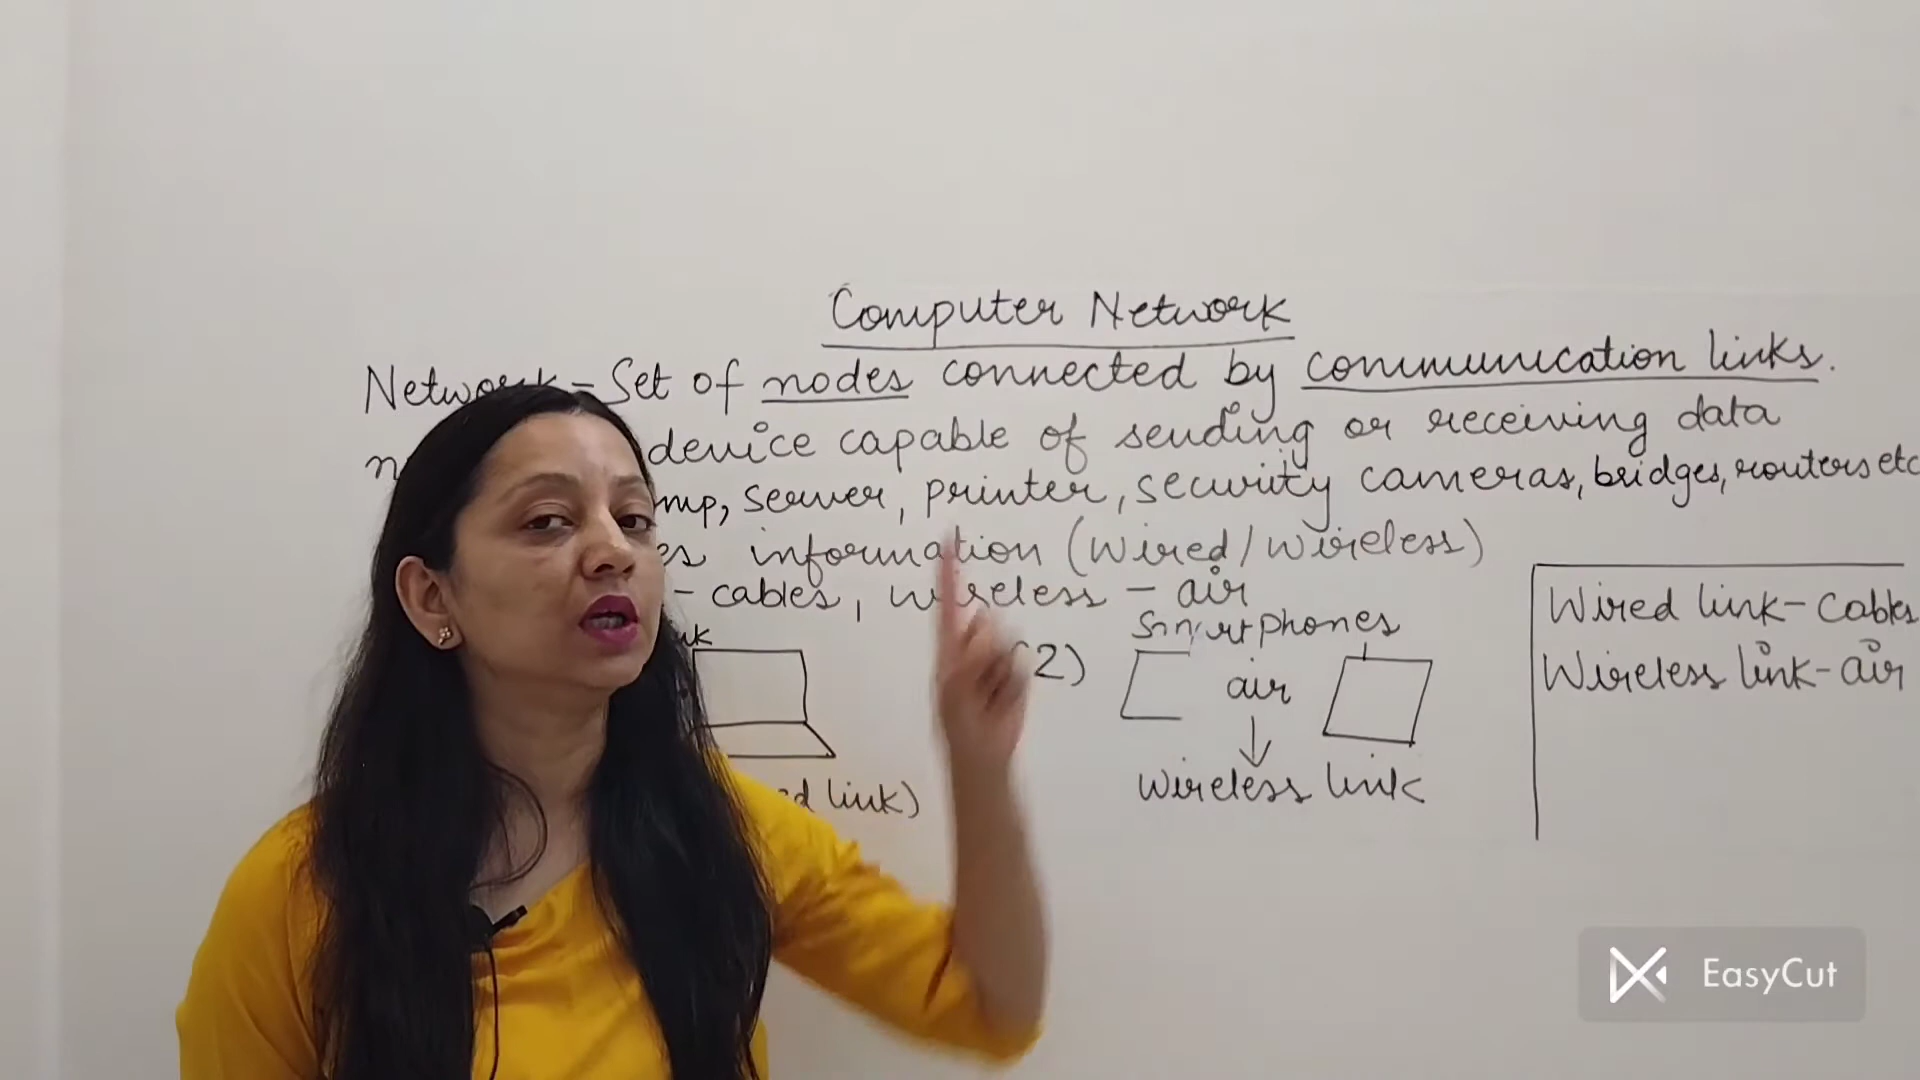 Computer Network
Network - Set of nodes connected by communication links.
device capable of sending or receiving data
server, printer, security cameras, bridges, routers etc
information (Wired/Wireless)
- cables, wireless - air
Smartphones
(2)
air
Wireless link
link)
Wired link - Cables
Wireless link - air
EasyCut